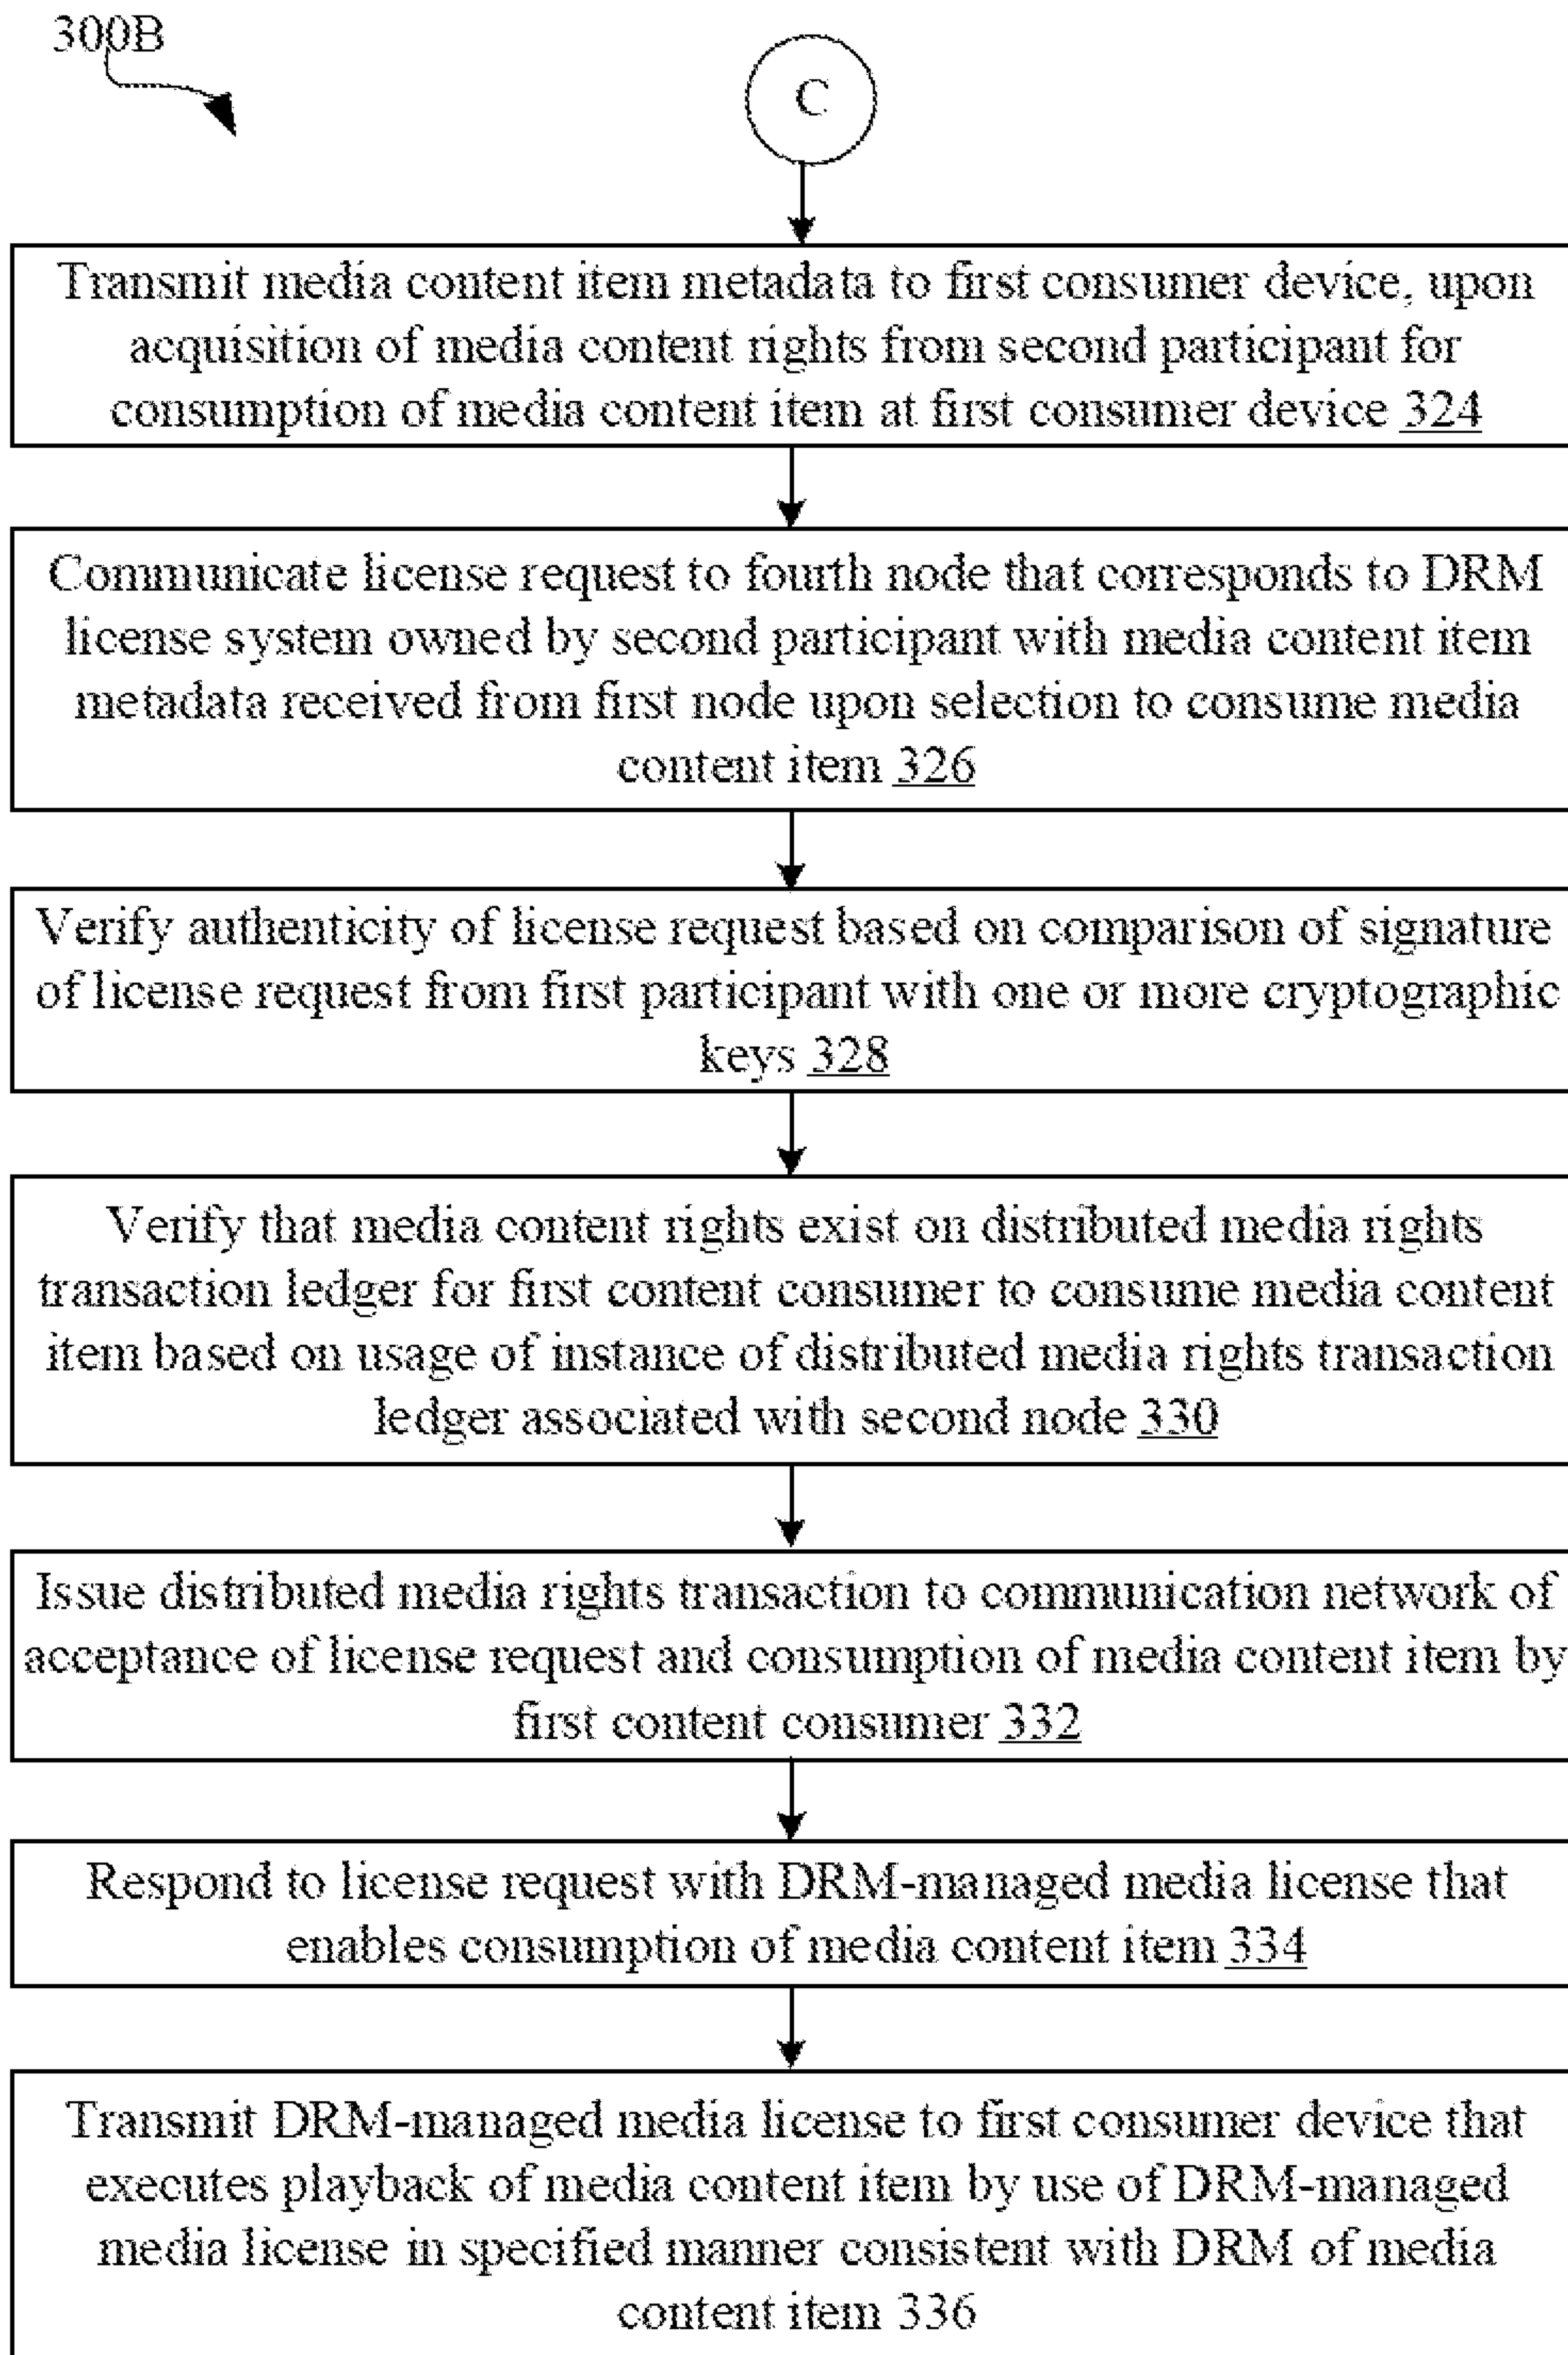 300B
C
Transmit media content item metadata to first consumer device, upon
acquisition of media content rights from second participant for
consumption of media content item at first consumer device 324
Communicate license request to fourth node that corresponds to DRM
license system owned by second participant with media content item
metadata received from first node upon selection to consume media
content item 326
Verify authenticity of license request based on comparison of signature
of license request from first participant with one or more cryptographic
keys 328
Verify that media content rights exist on distributed media rights
transaction ledger for first content consumer to consume media content
item based on usage of instance of distributed media rights transaction
ledger associated with second node 330
Issue distributed media rights transaction to communication network of
acceptance of license request and consumption of media content item by
first content consumer 332
Respond to license request with DRM-managed media license that
enables consumption of media content item 334
Transmit DRM-managed media license to first consumer device that
executes playback of media content item by use of DRM-managed
media license in specified manner consistent with DRM of media
content item 336